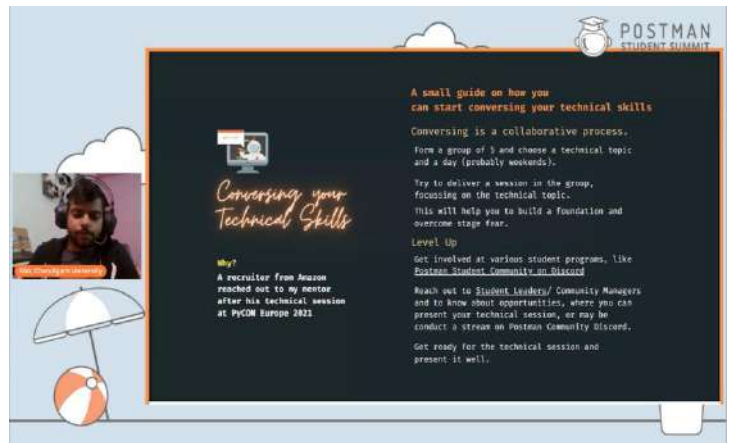 POSTMAN
STUDENT SUMMIT
A small guide on how you
can start conversing your technical skills
Conversing is a collaborative process.
Form a group of 5 and choose a technical topic
and a day (probably weekends).
Try to deliver a session in the group,
focussing on the technical topic.
This will help you to build a foundation and
overcome stage fear.
Level Up
Get involved at various student programs, like
Postman Student Community on Discord
Reach out to Student Leaders/ Community Managers
and to know about opportunities, where you can
present your technical session, or may be
conduct a stream on Postman Community Discord.
Get ready for the technical session and
present it well.
Conversing your
Technical Skills
Why?
A recruiter from Amazon
reached out to my mentor
after his technical session
at PyCON Europe 2021
Chandigarh University